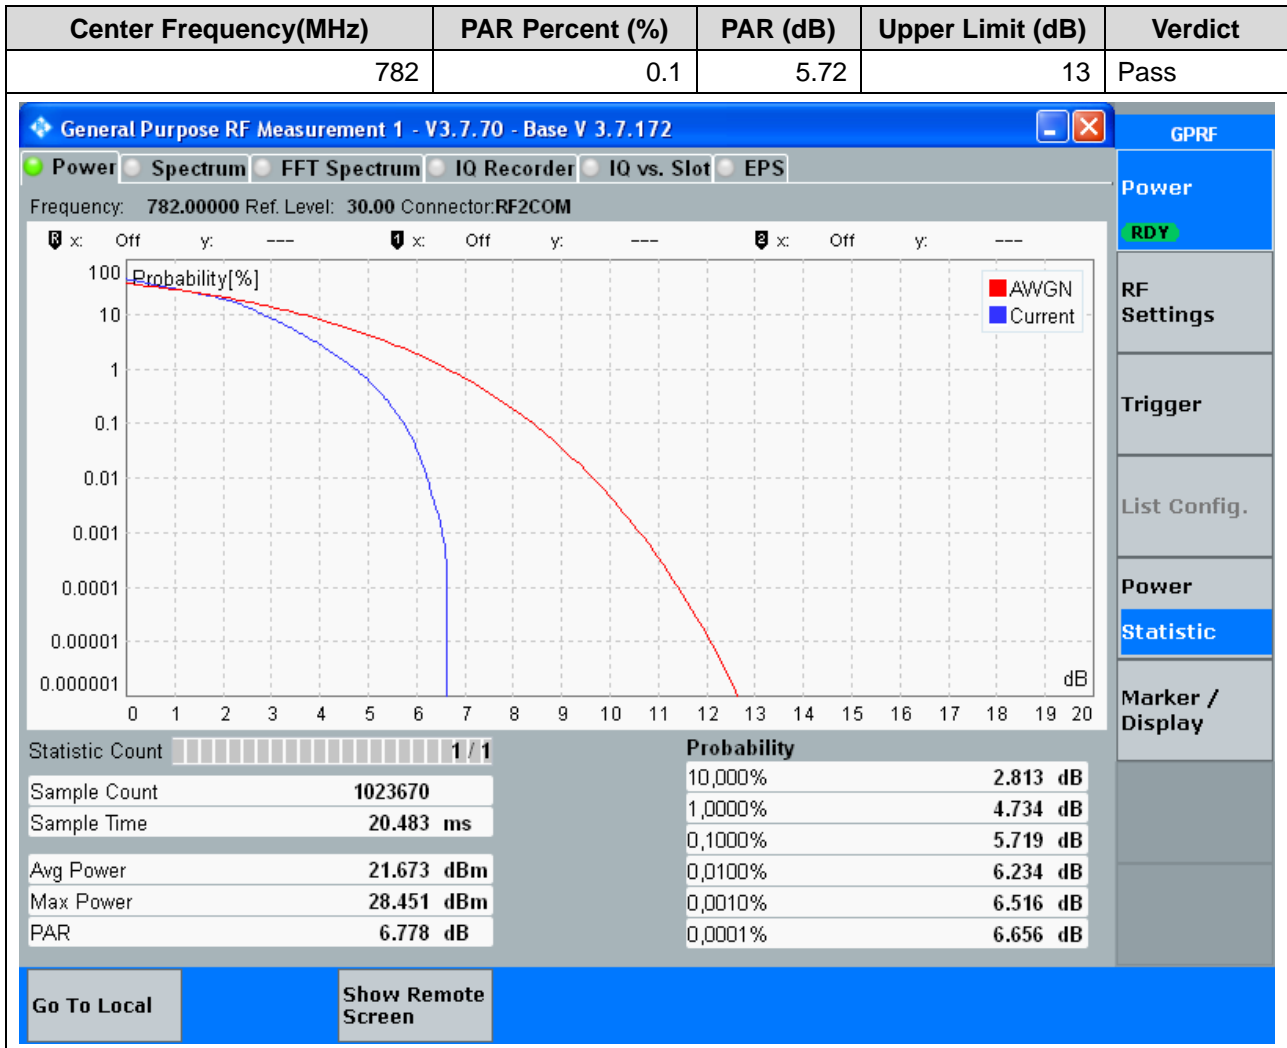 Center Frequency(MHz) PAR Percent (%) PAR (dB) Upper Limit (dB) Verdict
782 0.1 5.72 13 Pass
General Purpose RF Measurement 1 - V3.7.70 - Base V 3.7.172
GPRF
Power Spectrum FFT Spectrum IQ Recorder IQ vs. Slot EPS
Power
RDY
Frequency: 782.00000 Ref. Level: 30.00 Connector:RF2COM
R x: Off y: --- 1 x: Off y: --- 2 x: Off y: ---
Probability[%]
AWGN
Current
100
10
1
0.1
0.01
0.001
0.0001
0.00001
0.000001
dB
0 1 2 3 4 5 6 7 8 9 10 11 12 13 14 15 16 17 18 19 20
RF
Settings
Trigger
List Config.
Power
Statistic
Marker /
Display
Statistic Count 1 / 1
Sample Count 1023670
Sample Time 20.483 ms
Avg Power 21.673 dBm
Max Power 28.451 dBm
PAR 6.778 dB
Probability
10,000% 2.813 dB
1,0000% 4.734 dB
0,1000% 5.719 dB
0,0100% 6.234 dB
0,0010% 6.516 dB
0,0001% 6.656 dB
Go To Local
Show Remote
Screen